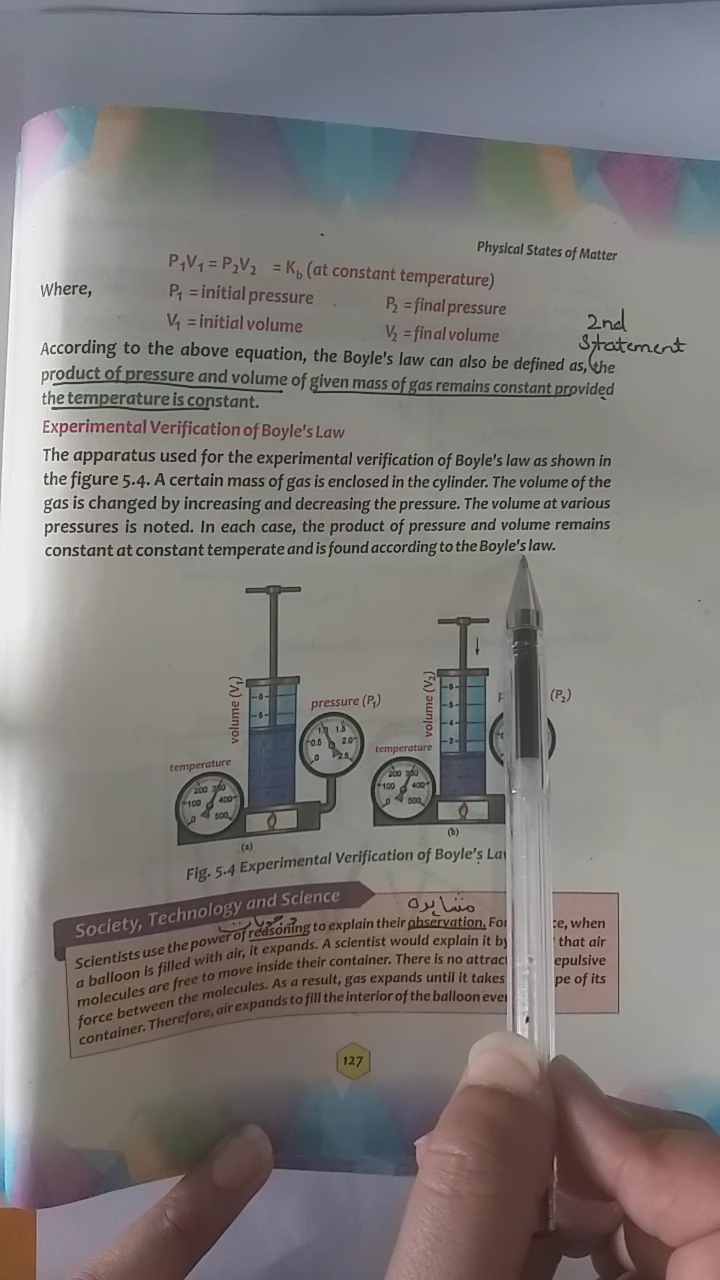 Physical States of Matter
P₁V₁ = P₂V₂ = K_b (at constant temperature)
Where,
P₁ = initial pressure
P₂ = final pressure
V₁ = initial volume
V₂ = final volume
2nd
Statement
According to the above equation, the Boyle's law can also be defined as, the
product of pressure and volume of given mass of gas remains constant provided
the temperature is constant.
Experimental Verification of Boyle's Law
The apparatus used for the experimental verification of Boyle's law as shown in
the figure 5.4. A certain mass of gas is enclosed in the cylinder. The volume of the
gas is changed by increasing and decreasing the pressure. The volume at various
pressures is noted. In each case, the product of pressure and volume remains
constant at constant temperate and is found according to the Boyle's law.
volume (V₁)
pressure (P₁)
volume (V₂)
(P₂)
temperature
temperature
(a)
(b)
Fig. 5.4 Experimental Verification of Boyle's
Society, Technology and Science
مشاہدہ
Scientists use the power of reasoning to explain their observation. when
a balloon is filled with air, it expands. A scientist would explain it that air
molecules are free to move inside their container. There is no
force between the molecules. As a result, gas expands until it takes of its
container. Therefore, air expands to fill the interior of the balloon
127